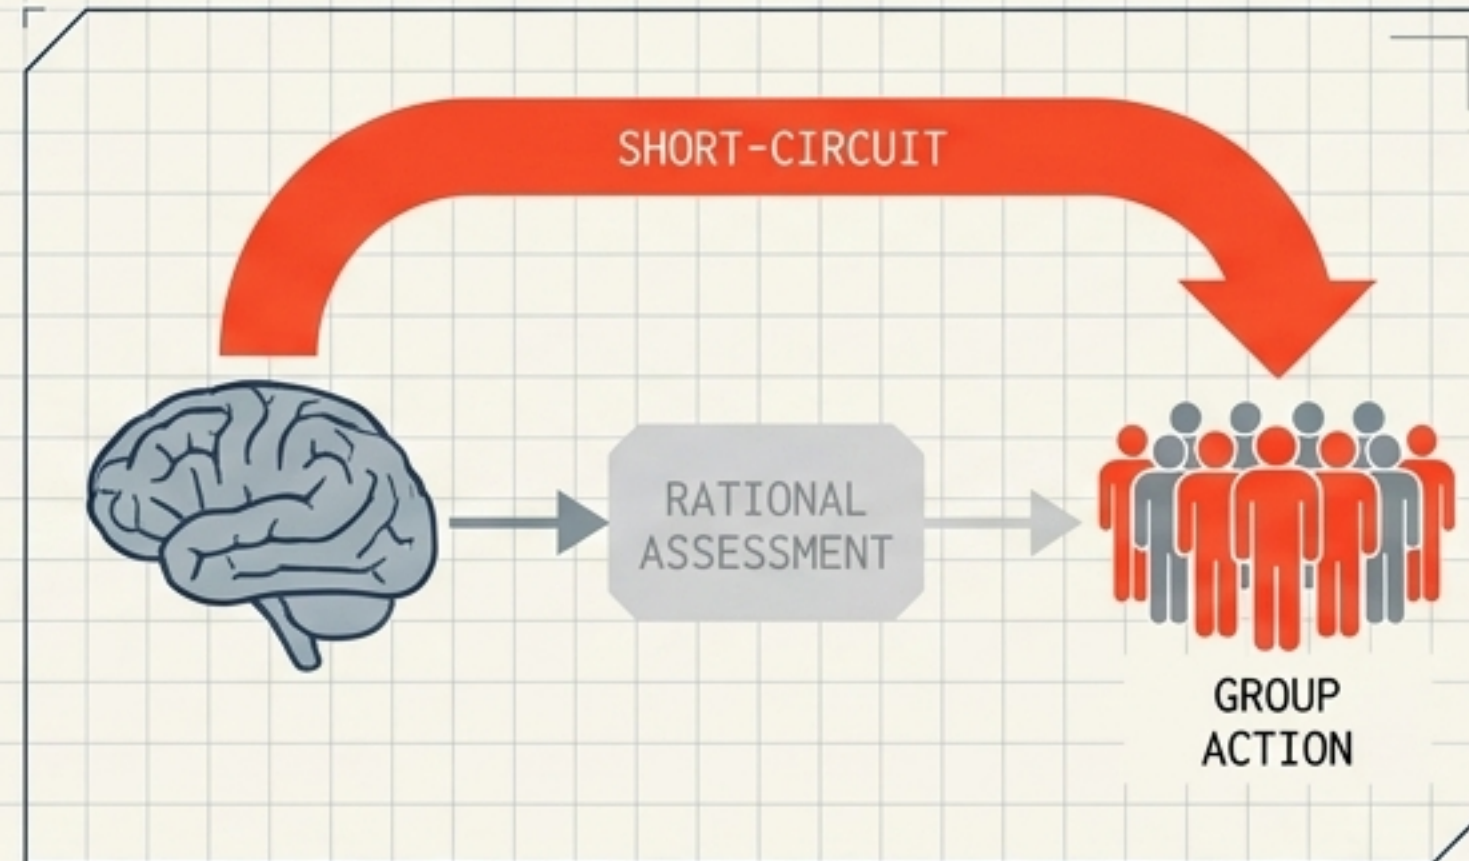 SHORT-CIRCUIT
RATIONAL
ASSESSMENT
GROUP
ACTION